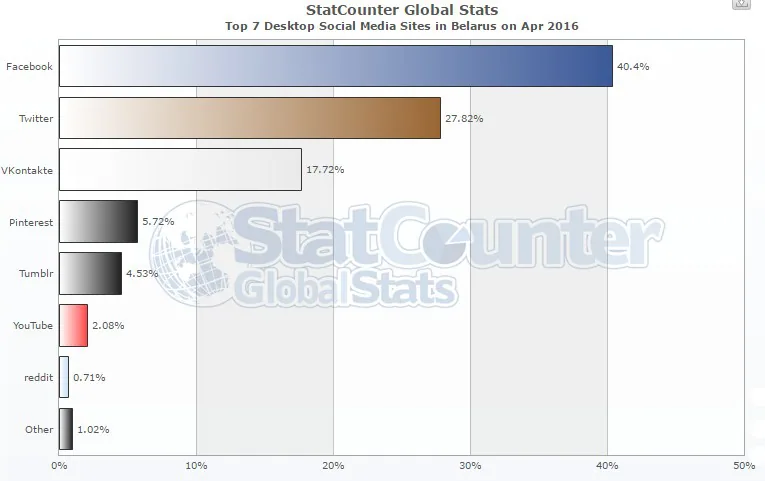 StatCounter Global Stats
Top 7 Desktop Social Media Sites in Belarus on Apr 2016
Facebook 40.4%
Twitter 27.82%
VKontakte 17.72%
Pinterest 5.72%
StatCounter
Tumblr 4.53%
GlobalStats
YouTube 2.08%
reddit 0.71%
Other 1.02%
0% 10% 20% 30% 40% 50%